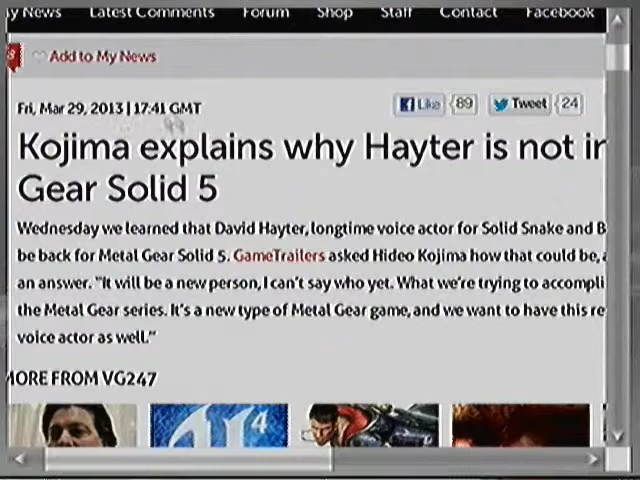 y News Latest Comments Forum Shop Staff Contact Facebook
Add to My News
Fri, Mar 29, 2013 | 17:41 GMT
Like 89 Tweet 24
Kojima explains why Hayter is not in
Gear Solid 5
Wednesday we learned that David Hayter, longtime voice actor for Solid Snake and B
be back for Metal Gear Solid 5. GameTrailers asked Hideo Kojima how that could be, a
an answer. "It will be a new person, I can't say who yet. What we're trying to accompli
the Metal Gear series. It's a new type of Metal Gear game, and we want to have this re
voice actor as well."
MORE FROM VG247
4